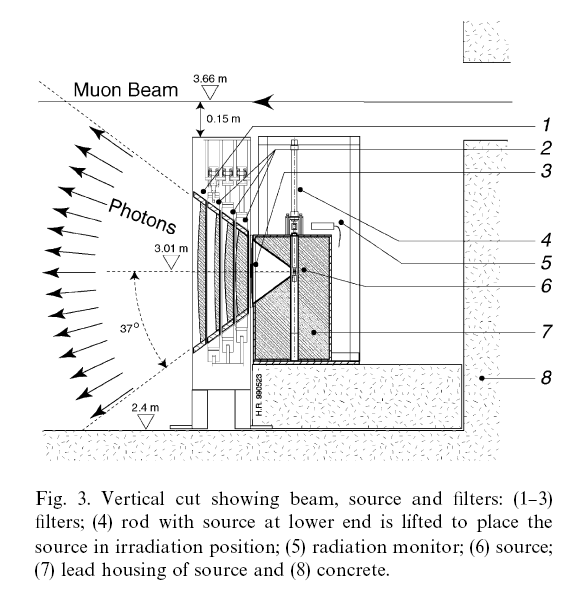 3.66 m
Muon Beam
0.15 m
1
2
3
Photons
3.01 m
4
5
6
37°
7
H.R. 990523
8
2.4 m
Fig. 3. Vertical cut showing beam, source and filters: (1–3)
filters; (4) rod with source at lower end is lifted to place the
source in irradiation position; (5) radiation monitor; (6) source;
(7) lead housing of source and (8) concrete.